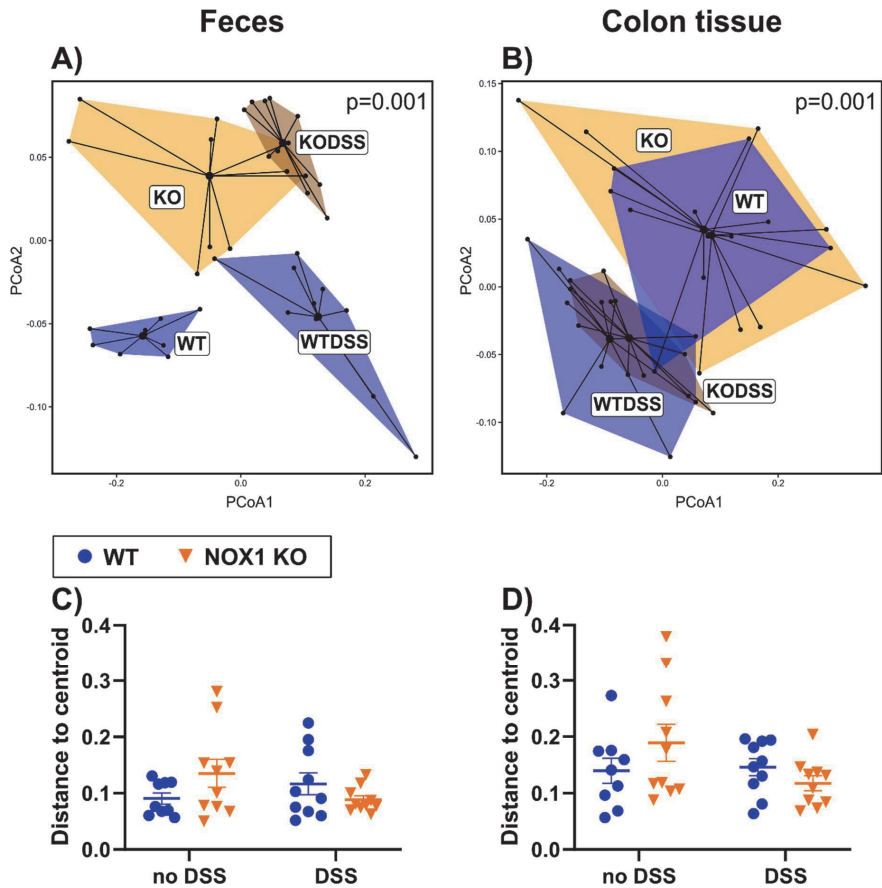 Feces
Colon tissue
A)
B)
p=0.001
p=0.001
0.05
0.00
-0.05
-0.10
PCoA2
KODSS
KO
WT
WTDSS
-0.2
0.0
0.2
PCoA1
0.15
0.10
0.05
0.00
-0.05
-0.10
PCoA2
KO
WT
WTDSS
KODSS
-0.2
0.0
0.2
PCoA1
WT
NOX1 KO
C)
D)
Distance to centroid
0.4
0.3
0.2
0.1
0.0
no DSS
DSS
Distance to centroid
0.4
0.3
0.2
0.1
0.0
no DSS
DSS